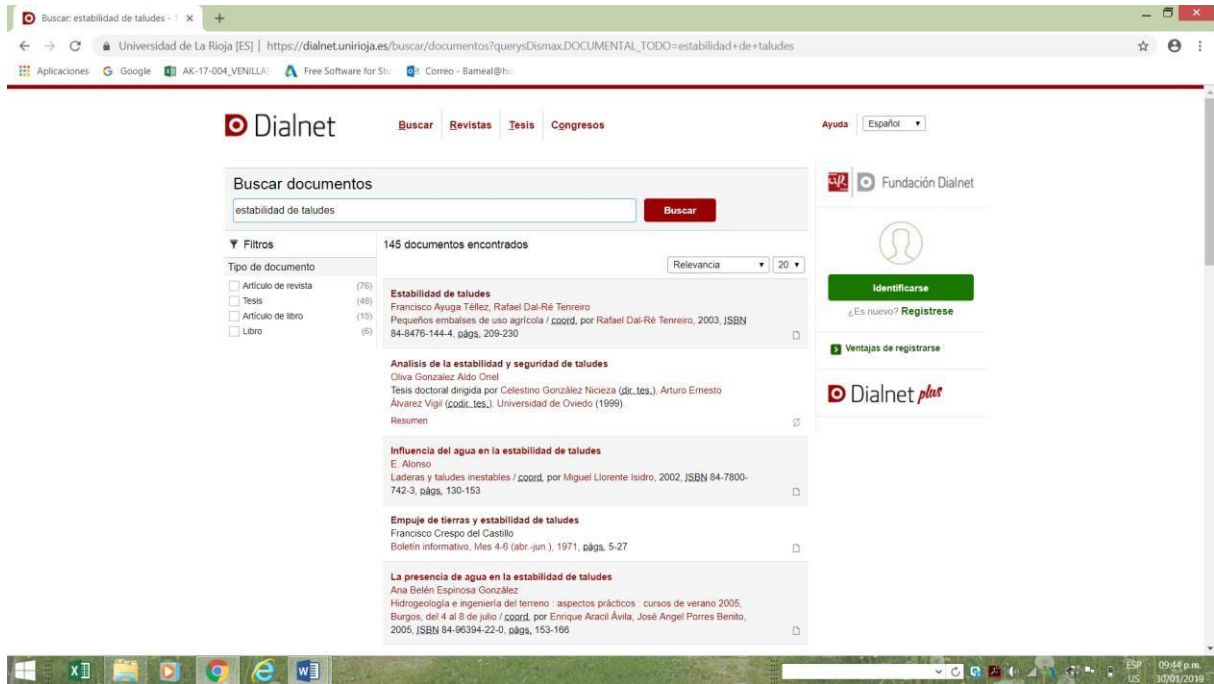 Buscar: estabilidad de taludes - 1
Universidad de La Rioja [ES] | https://dialnet.unirioja.es/buscar/documentos?querysDismax.DOCUMENTAL_TODO=estabilidad+de+taludes
Aplicaciones Google AK-17-004_VENILLA Free Software for Stu Correo - Bameal@ho
Dialnet Buscar Revistas Tesis Congresos Ayuda Español
Buscar documentos
estabilidad de taludes Buscar
Fundación Dialnet
Filtros
Tipo de documento
Artículo de revista (76)
Tesis (48)
Artículo de libro (15)
Libro (6)
145 documentos encontrados
Relevancia 20
Estabilidad de taludes
Francisco Ayuga Téllez, Rafael Dal-Ré Tenreiro
Pequeños embalses de uso agrícola / coord. por Rafael Dal-Ré Tenreiro, 2003, ISBN
84-8476-144-4, págs. 209-230
Analisis de la estabilidad y seguridad de taludes
Oliva Gonzalez Aldo Onel
Tesis doctoral dirigida por Celestino González Nicieza (dir. tes.), Arturo Ernesto
Álvarez Vigil (codir. tes.). Universidad de Oviedo (1999).
Resumen
Influencia del agua en la estabilidad de taludes
E. Alonso
Laderas y taludes inestables / coord. por Miguel Llorente Isidro, 2002, ISBN 84-7800-
742-3, págs. 130-153
Empuje de tierras y estabilidad de taludes
Francisco Crespo del Castillo
Boletín informativo, Mes 4-6 (abr.-jun.), 1971, págs. 5-27
La presencia de agua en la estabilidad de taludes
Ana Belén Espinosa González
Hidrogeología e ingeniería del terreno : aspectos prácticos : cursos de verano 2005,
Burgos, del 4 al 8 de julio / coord. por Enrique Aracil Ávila, José Angel Porres Benito,
2005, ISBN 84-96394-22-0, págs. 153-166
Identificarse
¿Es nuevo? Regístrese
Ventajas de registrarse
Dialnet plus
ESP 09:44 p.m.
US 30/01/2019